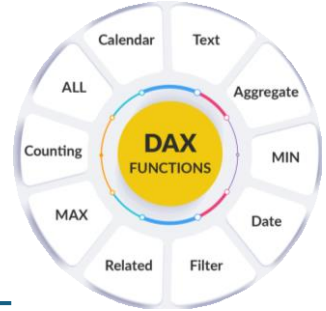 Calendar
Text
ALL
Aggregate
Counting
DAX
FUNCTIONS
MIN
MAX
Date
Related
Filter